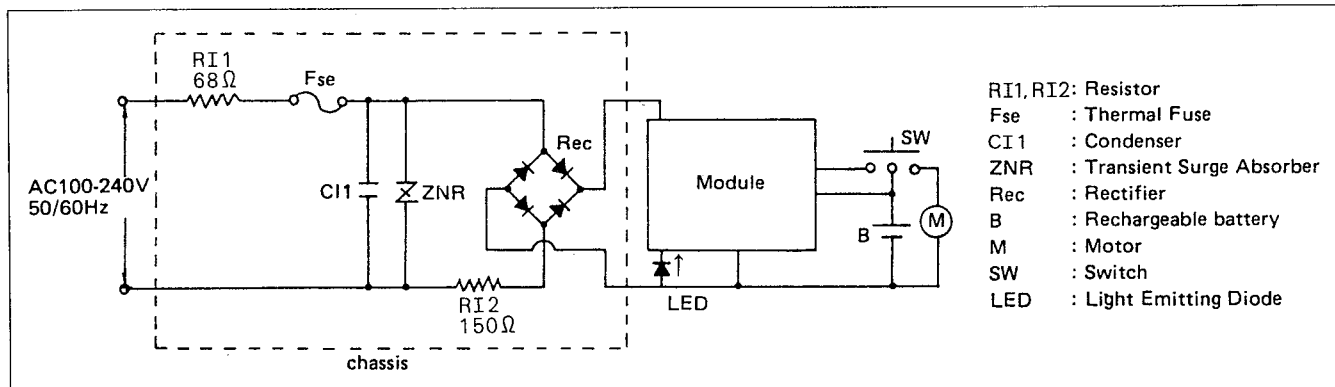 RI1
68Ω
Fse
Rec
AC100-240V
50/60Hz
CI1
ZNR
RI2
150Ω
chassis
Module
SW
B
M
LED
RI1, RI2: Resistor
Fse : Thermal Fuse
CI1 : Condenser
ZNR : Transient Surge Absorber
Rec : Rectifier
B : Rechargeable battery
M : Motor
SW : Switch
LED : Light Emitting Diode